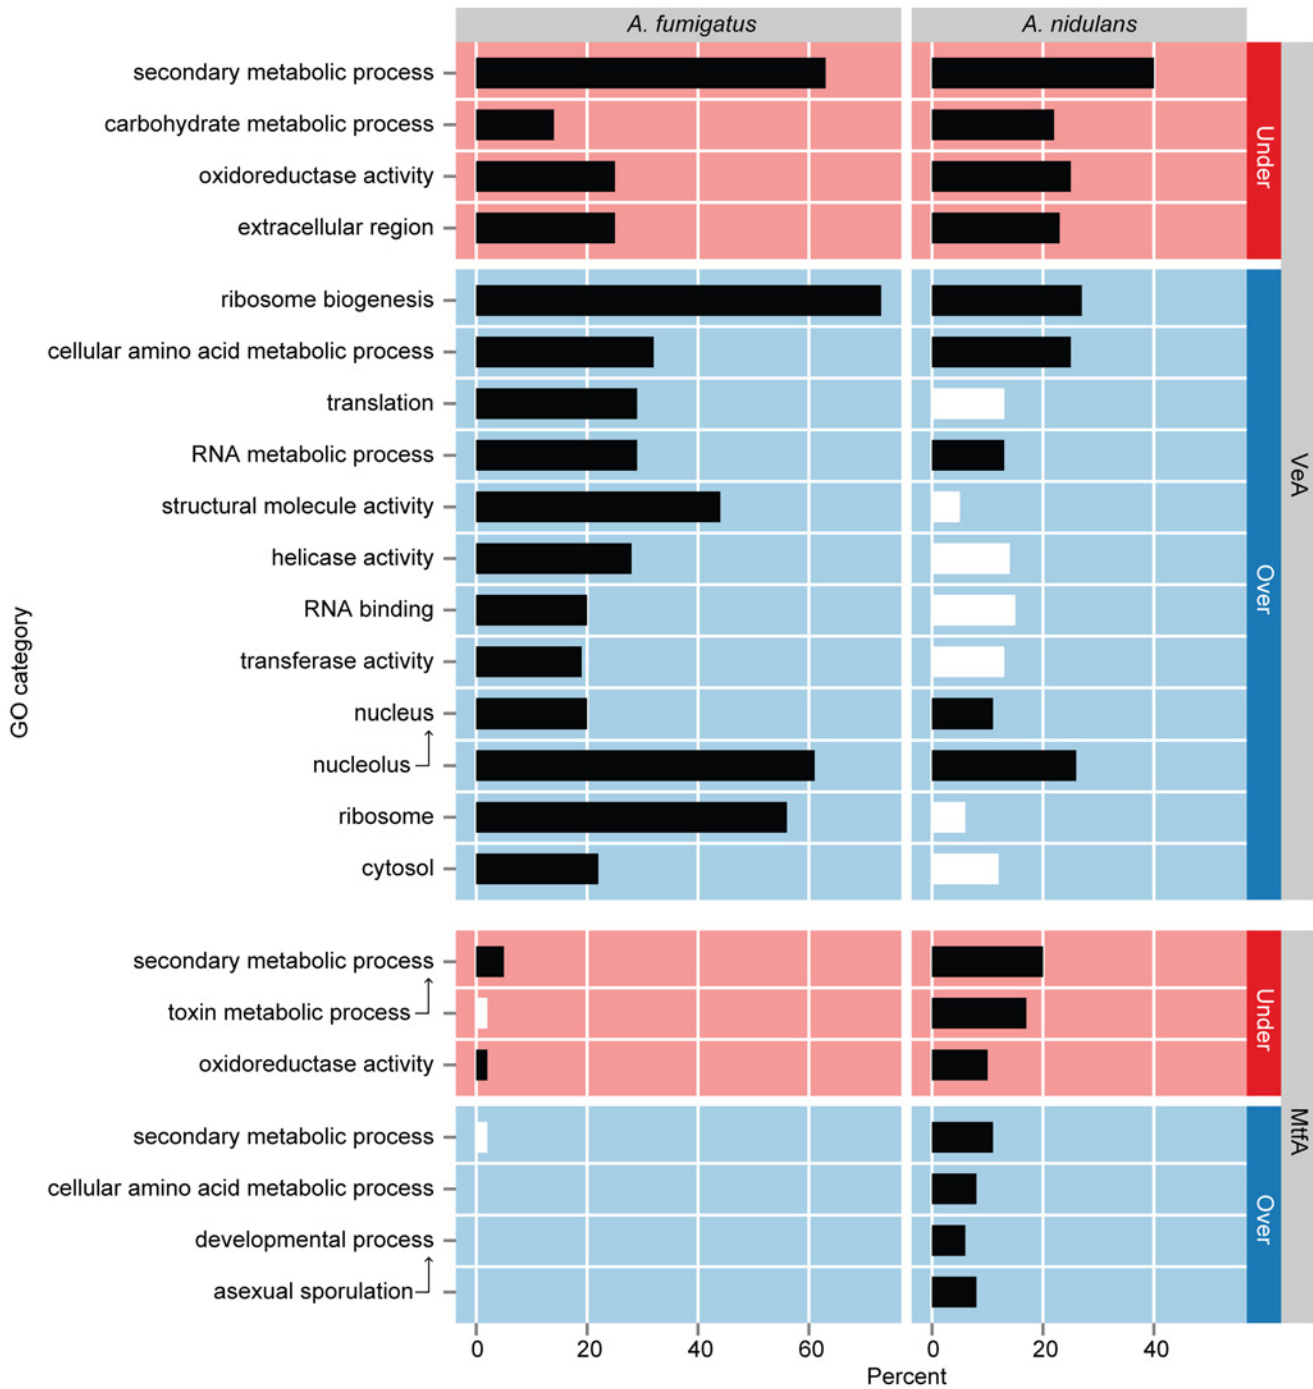 A. fumigatus
A. nidulans
secondary metabolic process
carbohydrate metabolic process
oxidoreductase activity
extracellular region
Under
ribosome biogenesis
cellular amino acid metabolic process
translation
RNA metabolic process
structural molecule activity
helicase activity
RNA binding
transferase activity
nucleus
nucleolus
ribosome
cytosol
Over
VeA
GO category
secondary metabolic process
toxin metabolic process
oxidoreductase activity
Under
secondary metabolic process
cellular amino acid metabolic process
developmental process
asexual sporulation
Over
MtfA
0 20 40 60
0 20 40
Percent